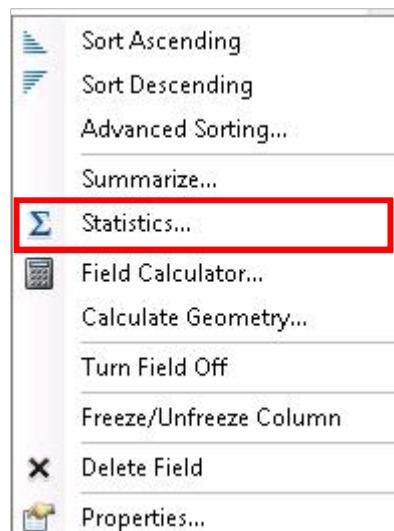 Sort Ascending
Sort Descending
Advanced Sorting...
Summarize...
Statistics...
Field Calculator...
Calculate Geometry...
Turn Field Off
Freeze/Unfreeze Column
Delete Field
Properties...